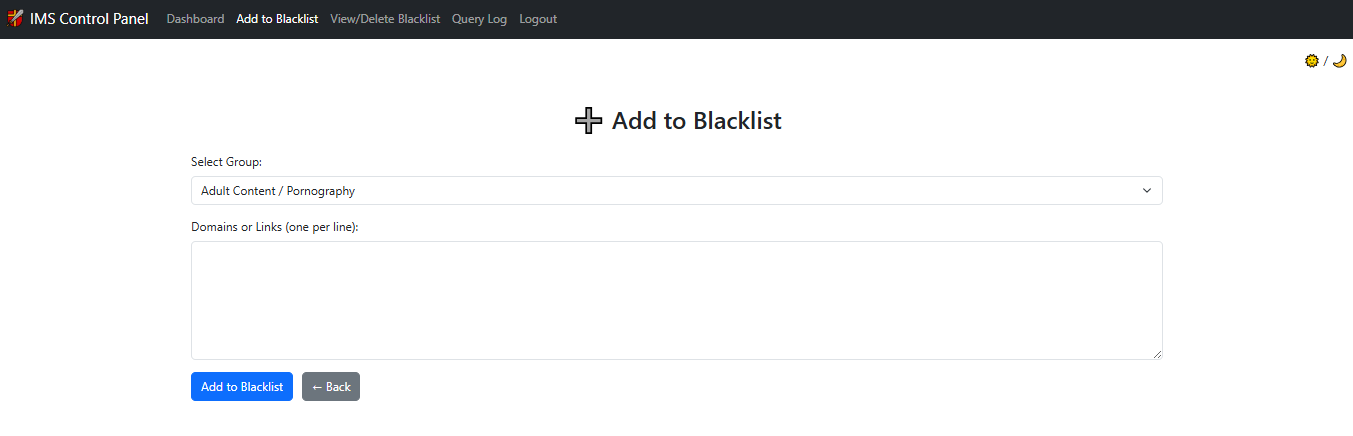 IMS Control Panel Dashboard Add to Blacklist View/Delete Blacklist Query Log Logout
/
Add to Blacklist
Select Group:
Adult Content / Pornography
Domains or Links (one per line):
Add to Blacklist ← Back